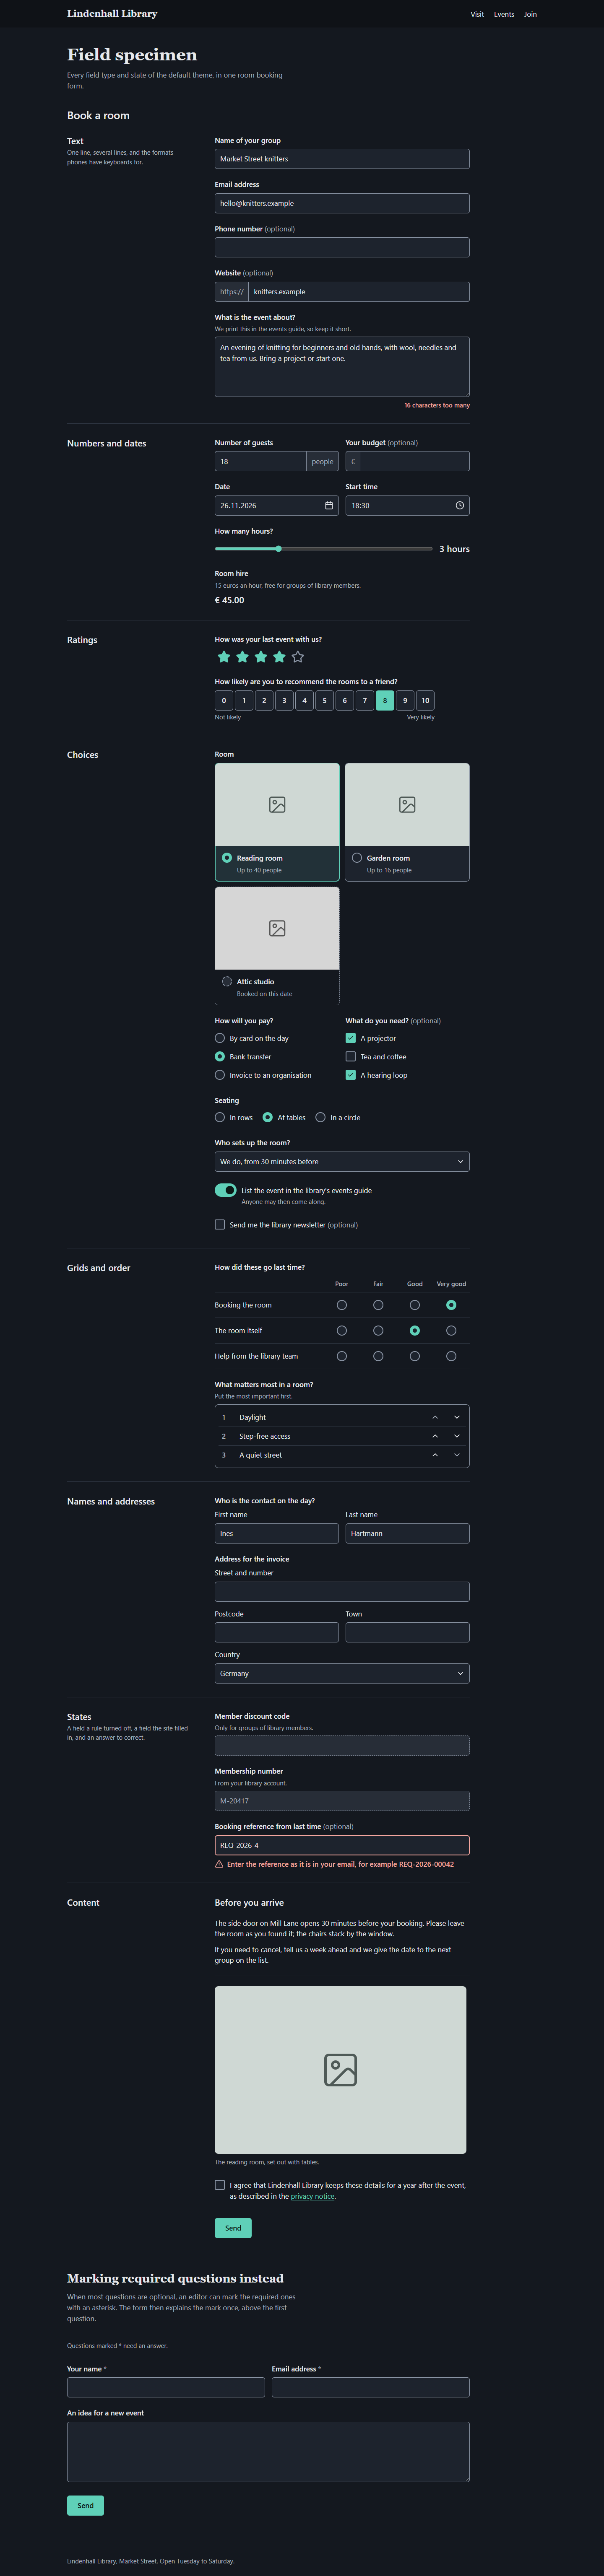 Lindenhall Library
Visit Events Join
Field specimen
Every field type and state of the default theme, in one room booking
form.
Book a room
Text
One line, several lines, and the formats
phones have keyboards for.
Name of your group
Market Street knitters
Email address
hello@knitters.example
Phone number (optional)
Website (optional)
https:// knitters.example
What is the event about?
We print this in the events guide, so keep it short.
An evening of knitting for beginners and old hands, with wool, needles and
tea from us. Bring a project or start one.
16 characters too many
Numbers and dates
Number of guests
18 people
Your budget (optional)
€
Date
26.11.2026
Start time
18:30
How many hours?
3 hours
Room hire
15 euros an hour, free for groups of library members.
€ 45.00
Ratings
How was your last event with us?
How likely are you to recommend the rooms to a friend?
0 1 2 3 4 5 6 7 8 9 10
Not likely Very likely
Choices
Room
Reading room
Up to 40 people
Garden room
Up to 16 people
Attic studio
Booked on this date
How will you pay?
By card on the day
Bank transfer
Invoice to an organisation
What do you need? (optional)
A projector
Tea and coffee
A hearing loop
Seating
In rows At tables In a circle
Who sets up the room?
We do, from 30 minutes before
List the event in the library's events guide
Anyone may then come along.
Send me the library newsletter (optional)
Grids and order
How did these go last time?
Poor Fair Good Very good
Booking the room
The room itself
Help from the library team
What matters most in a room?
Put the most important first.
1 Daylight
2 Step-free access
3 A quiet street
Names and addresses
Who is the contact on the day?
First name
Ines
Last name
Hartmann
Address for the invoice
Street and number
Postcode
Town
Country
Germany
States
A field a rule turned off, a field the site filled
in, and an answer to correct.
Member discount code
Only for groups of library members.
Membership number
From your library account.
M-20417
Booking reference from last time (optional)
REQ-2026-4
Enter the reference as it is in your email, for example REQ-2026-00042
Content
Before you arrive
The side door on Mill Lane opens 30 minutes before your booking. Please leave
the room as you found it; the chairs stack by the window.
If you need to cancel, tell us a week ahead and we give the date to the next
group on the list.
The reading room, set out with tables.
I agree that Lindenhall Library keeps these details for a year after the event,
as described in the privacy notice.
Send
Marking required questions instead
When most questions are optional, an editor can mark the required ones
with an asterisk. The form then explains the mark once, above the first
question.
Questions marked * need an answer.
Your name *
Email address *
An idea for a new event
Send
Lindenhall Library, Market Street. Open Tuesday to Saturday.